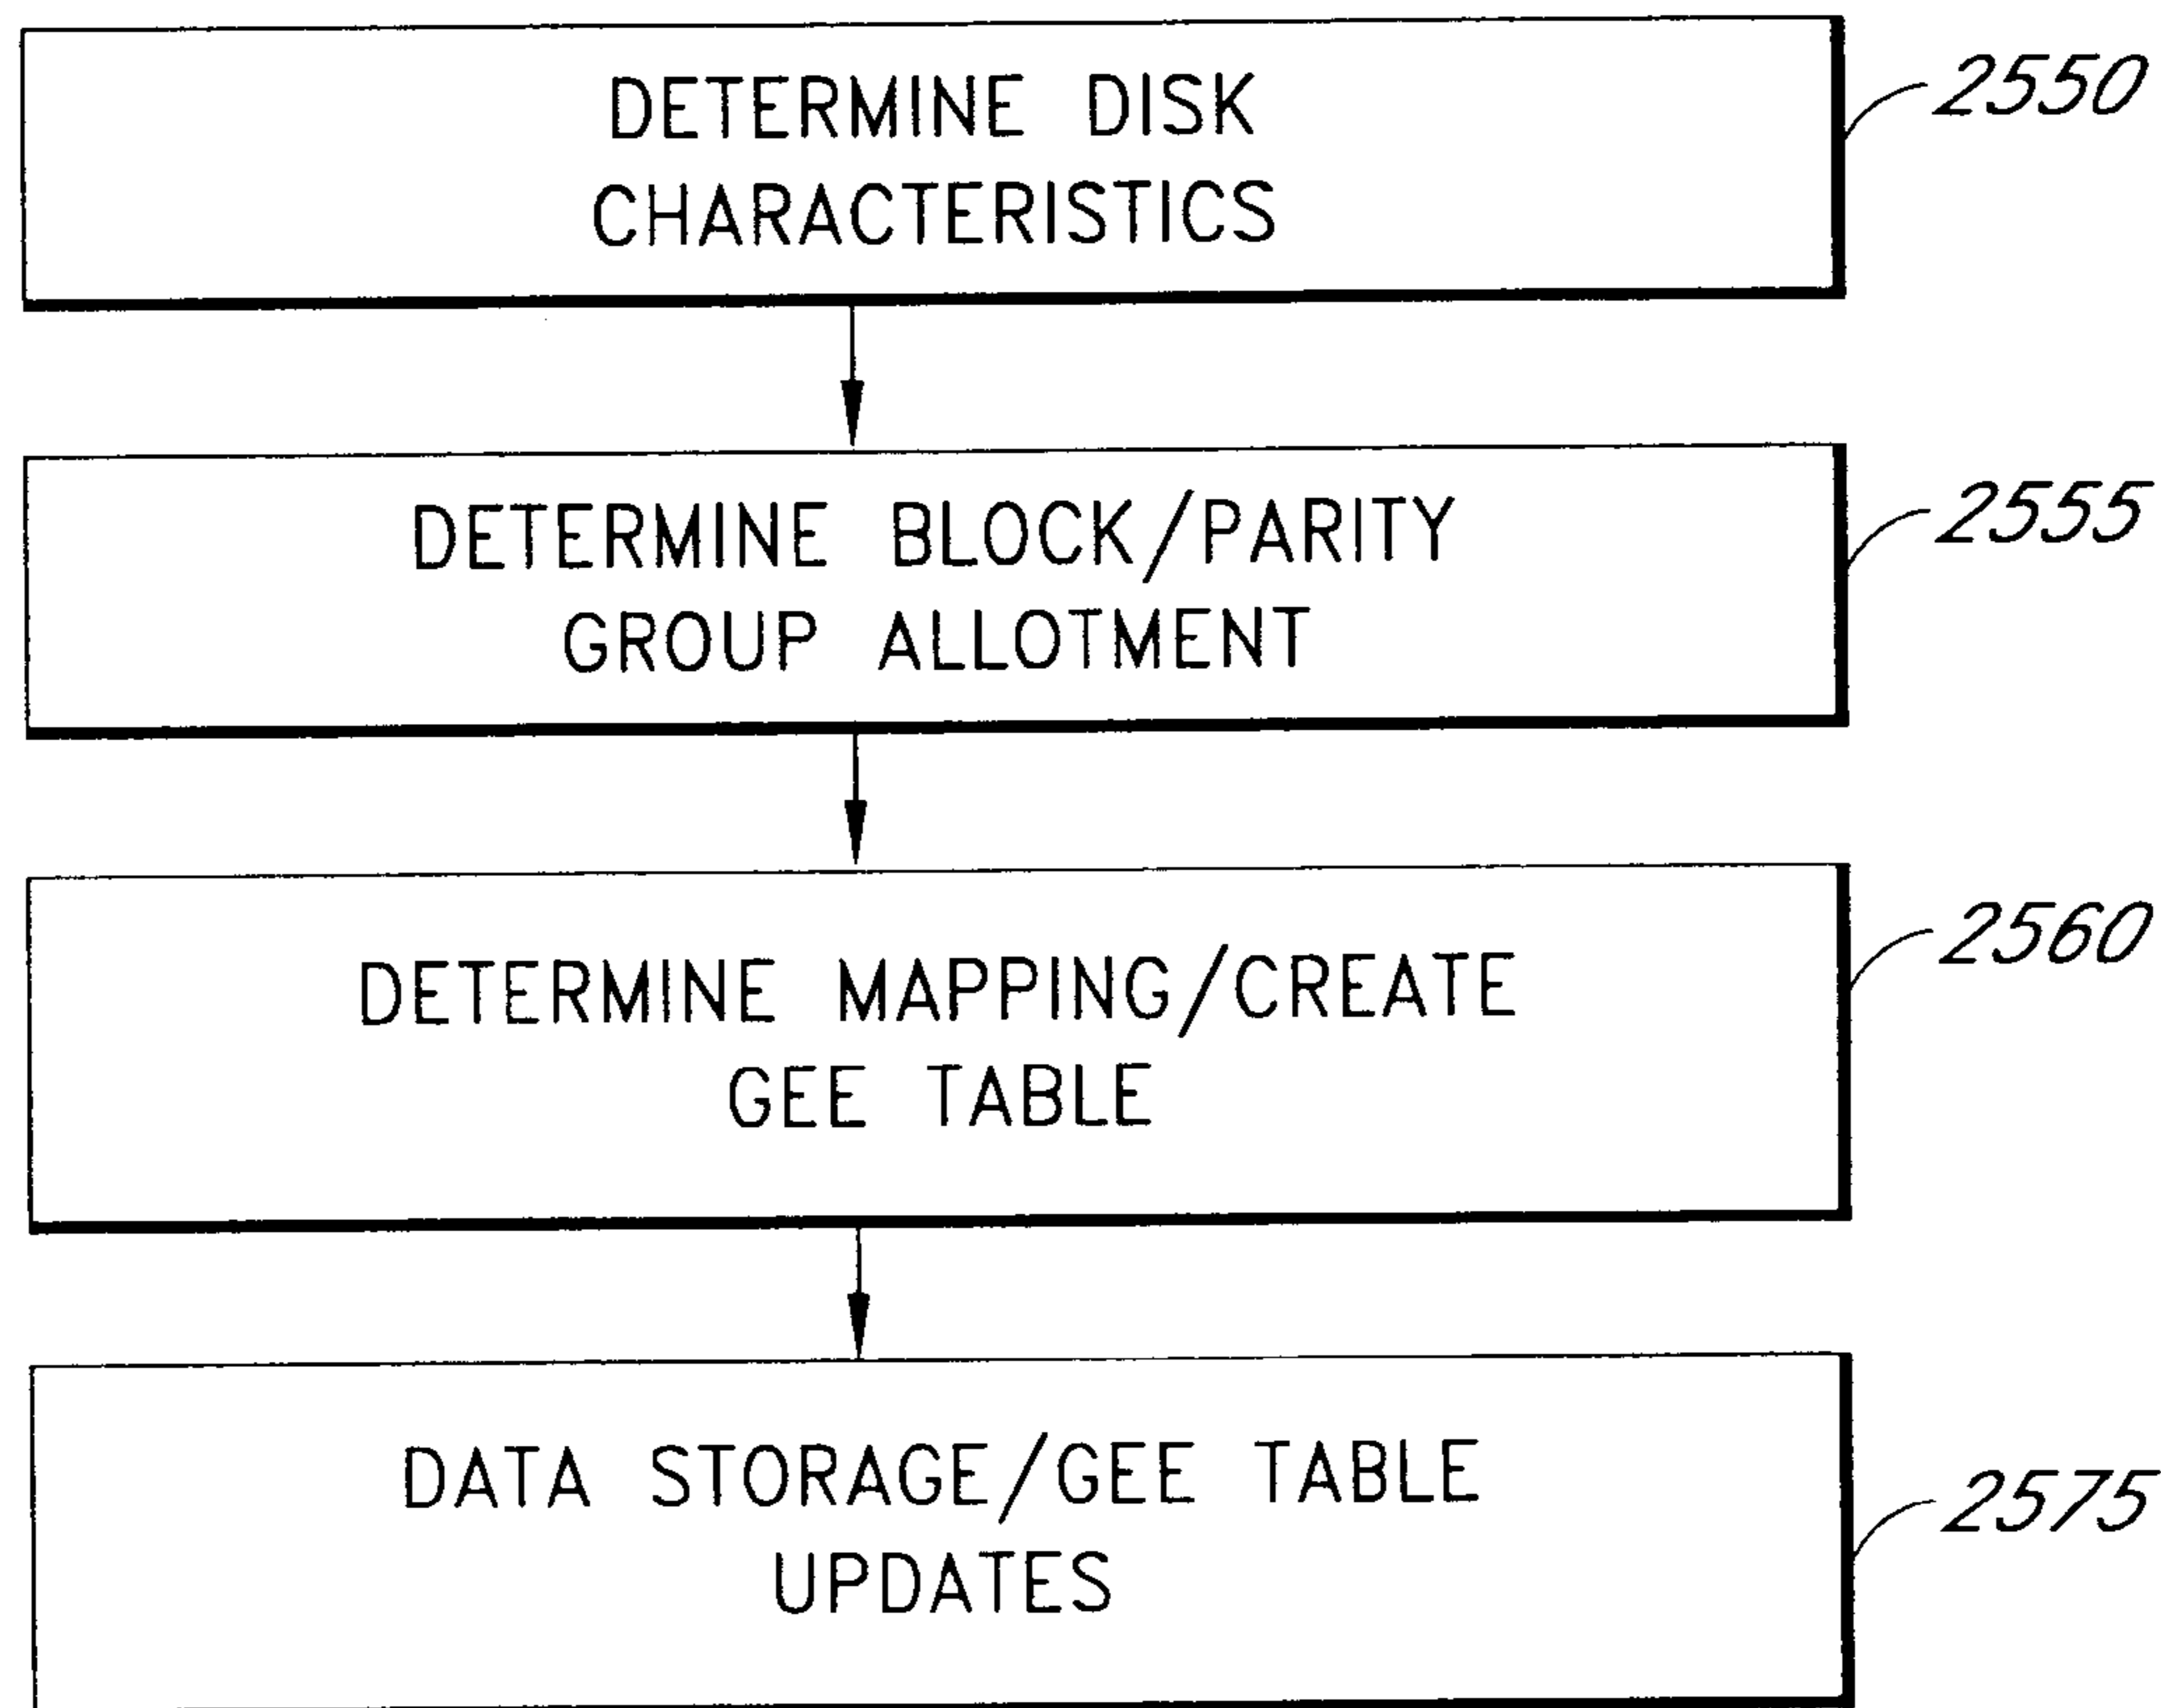 DETERMINE DISK
CHARACTERISTICS
2550
DETERMINE BLOCK/PARITY
GROUP ALLOTMENT
2555
DETERMINE MAPPING/CREATE
GEE TABLE
2560
DATA STORAGE/GEE TABLE
UPDATES
2575